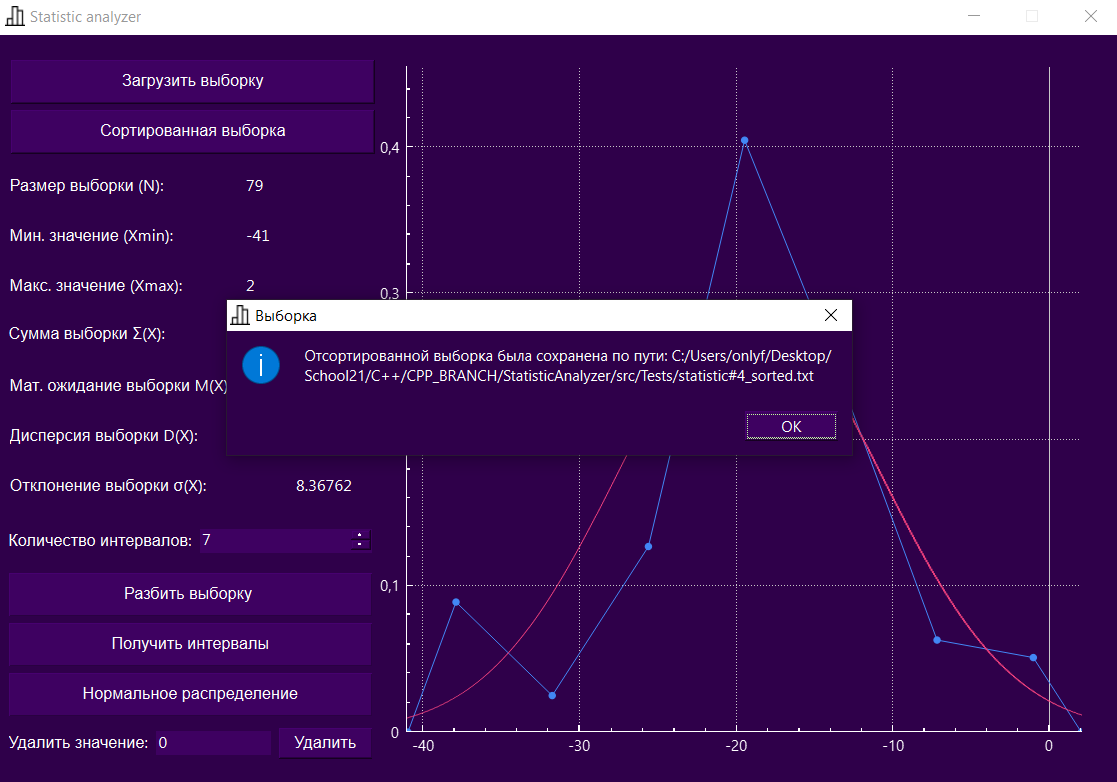 Statistic analyzer
Загрузить выборку
Сортированная выборка
Размер выборки (N): 79
Мин. значение (Xmin): -41
Макс. значение (Xmax): 2
Сумма выборки Σ(X):
Мат. ожидание выборки M(X)
Дисперсия выборки D(X):
Отклонение выборки σ(X): 8.36762
Количество интервалов: 7
Разбить выборку
Получить интервалы
Нормальное распределение
Удалить значение: 0 Удалить
0,4
0,3
0,1
0
-40 -30 -20 -10 0
Выборка
Отсортированной выборка была сохранена по пути: C:/Users/onlyf/Desktop/
School21/C++/CPP_BRANCH/StatisticAnalyzer/src/Tests/statistic#4_sorted.txt
OK